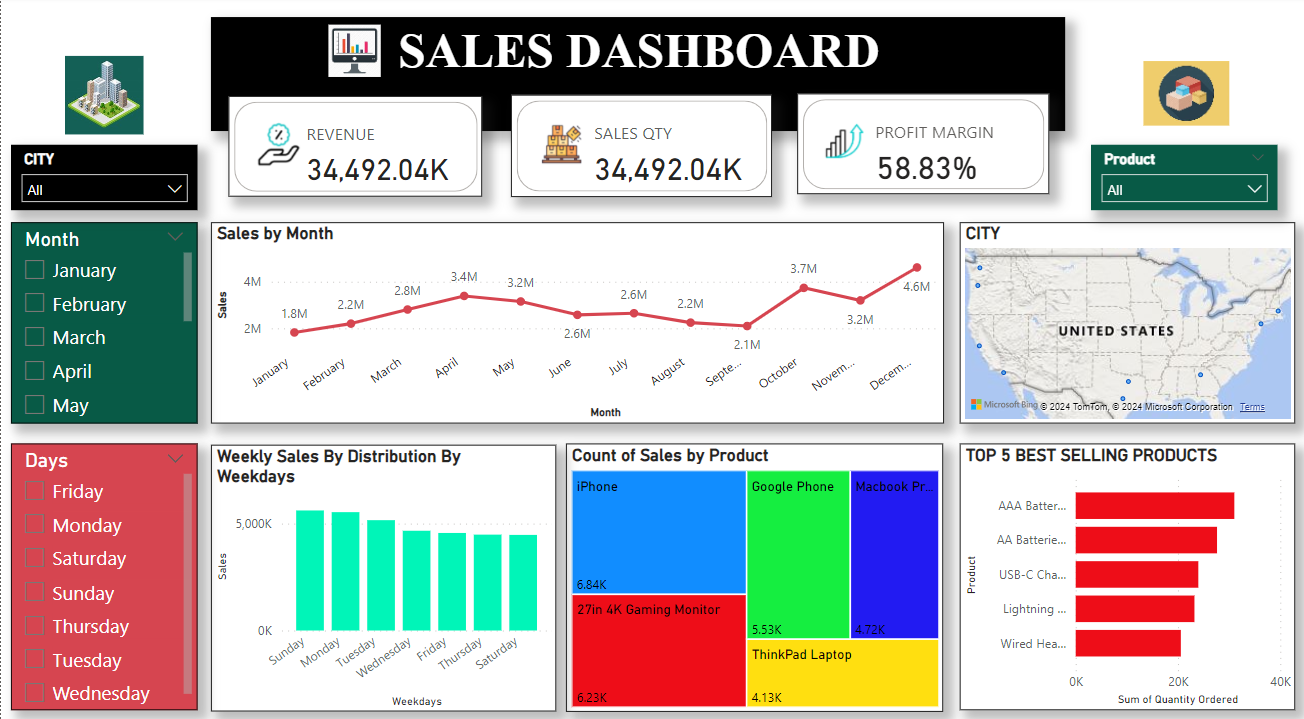 SALES DASHBOARD
REVENUE
34,492.04K
SALES QTY
34,492.04K
PROFIT MARGIN
58.83%
CITY
All
Product
All
Month
January
February
March
April
May
Sales by Month
Sales
4M
2M
1.8M
2.2M
2.8M
3.4M
3.2M
2.6M
2.6M
2.2M
2.1M
3.7M
3.2M
4.6M
January
February
March
April
May
June
July
August
Septe...
October
Novem...
Decem...
Month
CITY
UNITED STATES
Microsoft Bing
© 2024 TomTom, © 2024 Microsoft Corporation Terms
Days
Friday
Monday
Saturday
Sunday
Thursday
Tuesday
Wednesday
Weekly Sales By Distribution By
Weekdays
Sales
5,000K
0K
Sunday
Monday
Tuesday
Wednesday
Friday
Thursday
Saturday
Weekdays
Count of Sales by Product
iPhone
6.84K
27in 4K Gaming Monitor
6.23K
Google Phone
5.53K
Macbook Pr...
4.72K
ThinkPad Laptop
4.13K
TOP 5 BEST SELLING PRODUCTS
Product
AAA Batter...
AA Batterie...
USB-C Cha...
Lightning ...
Wired Hea...
0K
20K
40K
Sum of Quantity Ordered